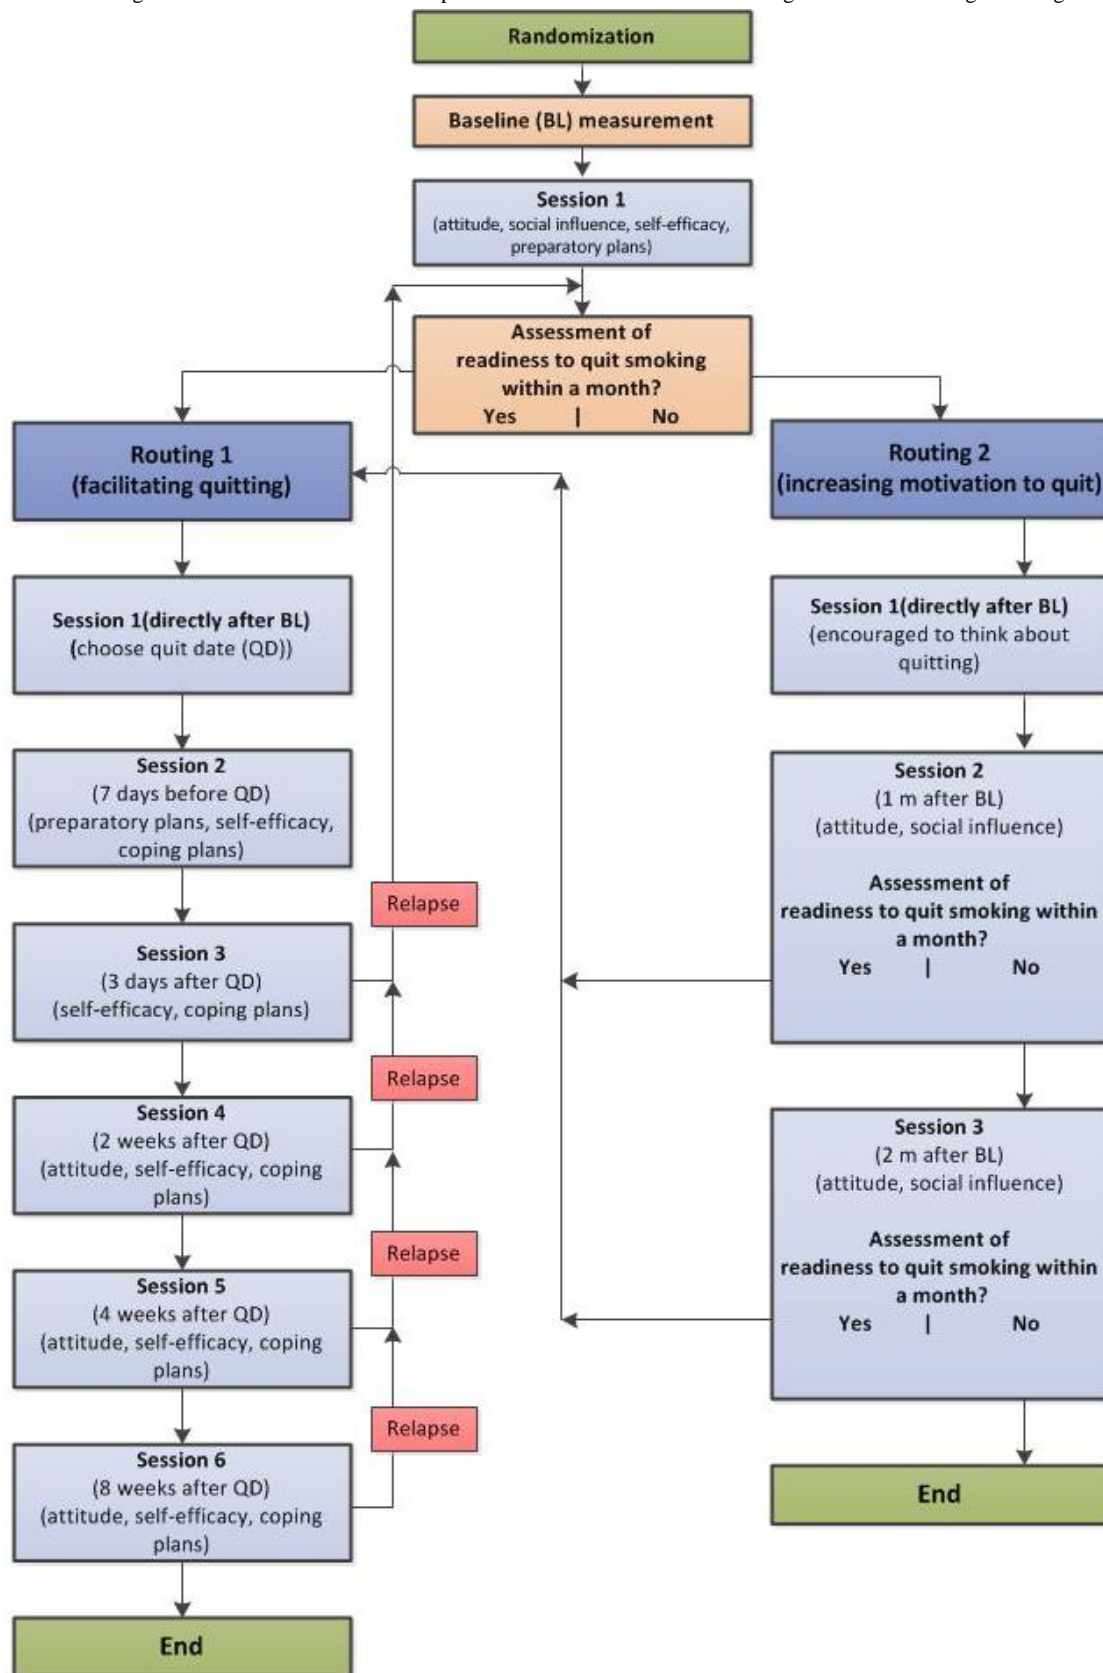 Randomization
Baseline (BL) measurement
Session 1
(attitude, social influence, self-efficacy,
preparatory plans)
Assessment of
readiness to quit smoking
within a month?
Yes | No
Routing 1
(facilitating quitting)
Session 1(directly after BL)
(choose quit date (QD))
Session 2
(7 days before QD)
(preparatory plans, self-efficacy,
coping plans)
Relapse
Session 3
(3 days after QD)
(self-efficacy, coping plans)
Relapse
Session 4
(2 weeks after QD)
(attitude, self-efficacy, coping
plans)
Relapse
Session 5
(4 weeks after QD)
(attitude, self-efficacy, coping
plans)
Relapse
Session 6
(8 weeks after QD)
(attitude, self-efficacy, coping
plans)
End
Routing 2
(increasing motivation to quit)
Session 1(directly after BL)
(encouraged to think about
quitting)
Session 2
(1 m after BL)
(attitude, social influence)
Assessment of
readiness to quit smoking within
a month?
Yes | No
Session 3
(2 m after BL)
(attitude, social influence)
Assessment of
readiness to quit smoking within
a month?
Yes | No
End